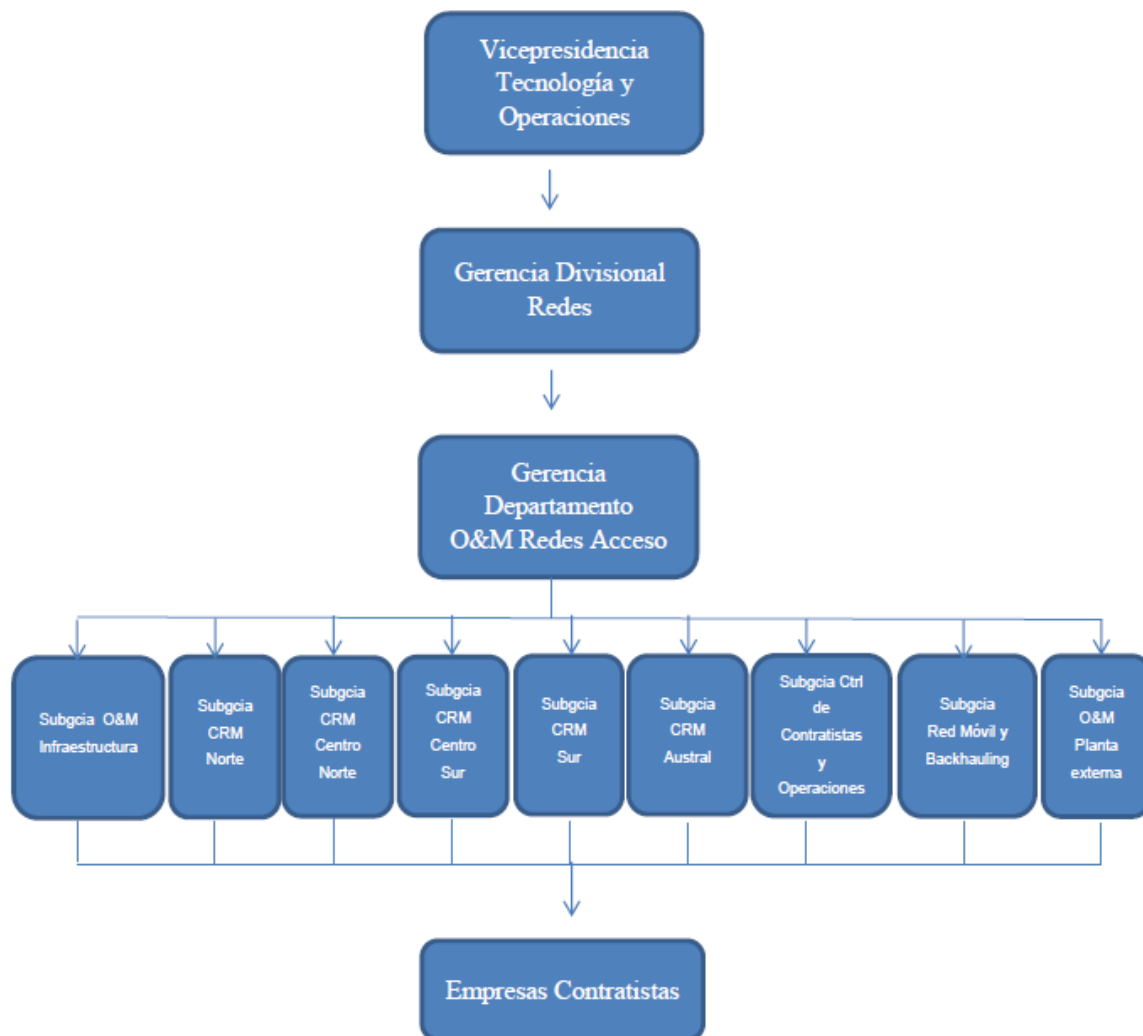 Vicepresidencia
Tecnología y
Operaciones
Gerencia Divisional
Redes
Gerencia
Departamento
O&M Redes Acceso
Subgcia O&M
Infraestructura
Subgcia
CRM
Norte
Subgcia
CRM
Centro
Norte
Subgcia
CRM
Centro
Sur
Subgcia
CRM
Sur
Subgcia
CRM
Austral
Subgcia Ctrl
de
Contratistas
y
Operaciones
Subgcia
Red Móvil y
Backhauling
Subgcia
O&M
Planta
externa
Empresas Contratistas